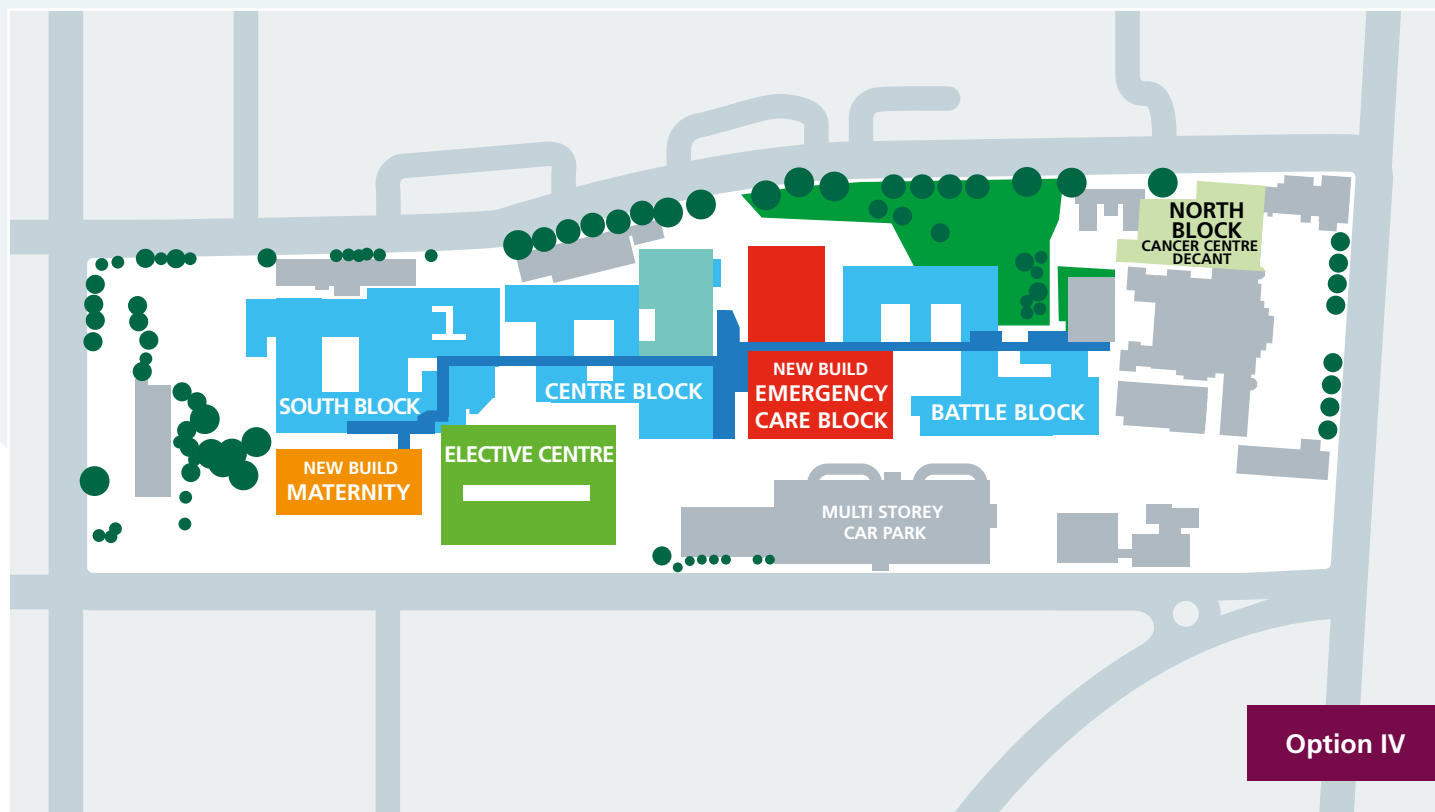 NORTH
BLOCK
CANCER CENTRE
DECANT
NEW BUILD
EMERGENCY
CARE BLOCK
CENTRE BLOCK
SOUTH BLOCK
BATTLE BLOCK
ELECTIVE CENTRE
NEW BUILD
MATERNITY
MULTI STOREY
CAR PARK
Option IV